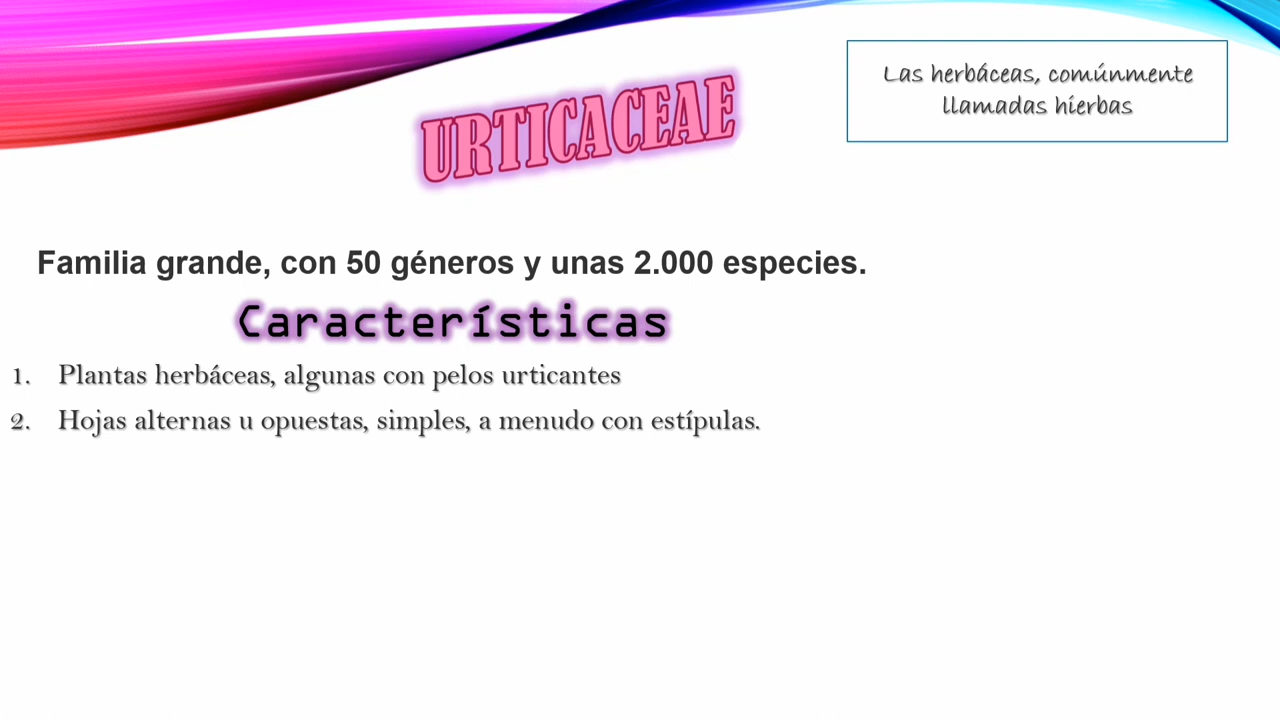 Las herbáceas, comúnmente
llamadas hierbas
URTICACEAE
Familia grande, con 50 géneros y unas 2.000 especies.
Características
1. Plantas herbáceas, algunas con pelos urticantes
2. Hojas alternas u opuestas, simples, a menudo con estípulas.